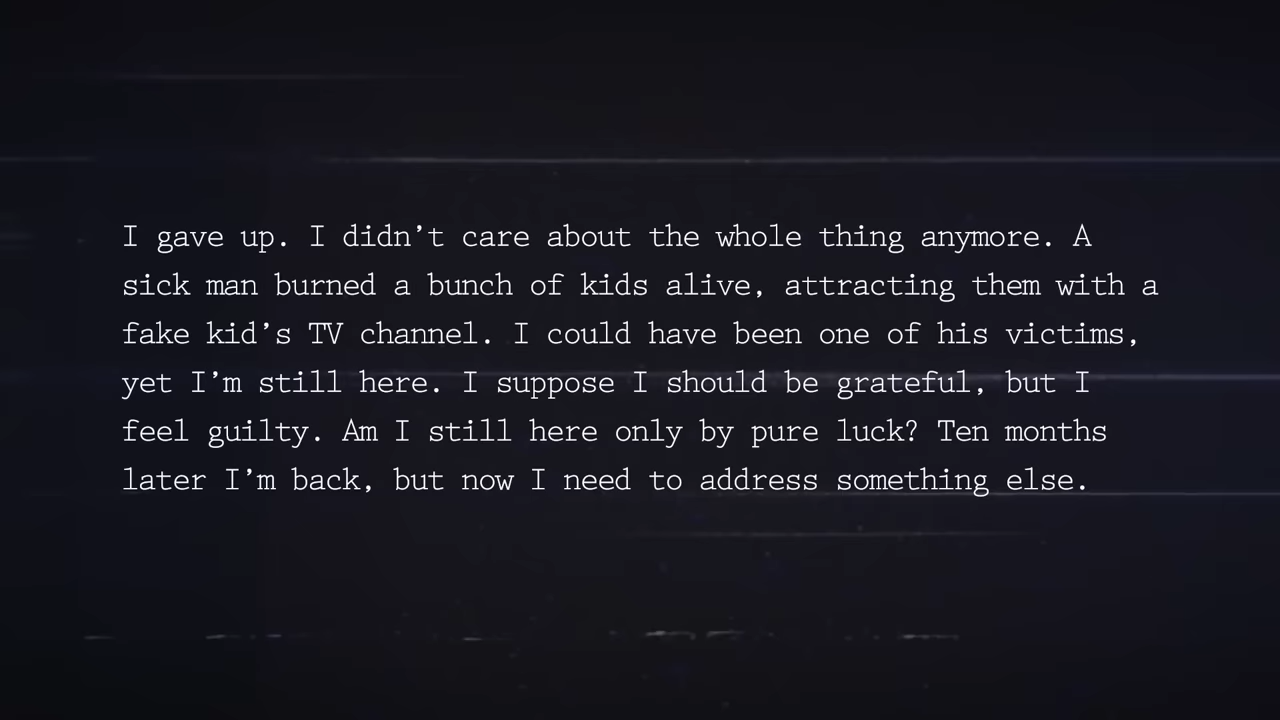 I gave up. I didn’t care about the whole thing anymore. A
sick man burned a bunch of kids alive, attracting them with a
fake kid’s TV channel. I could have been one of his victims,
yet I’m still here. I suppose I should be grateful, but I
feel guilty. Am I still here only by pure luck? Ten months
later I’m back, but now I need to address something else.